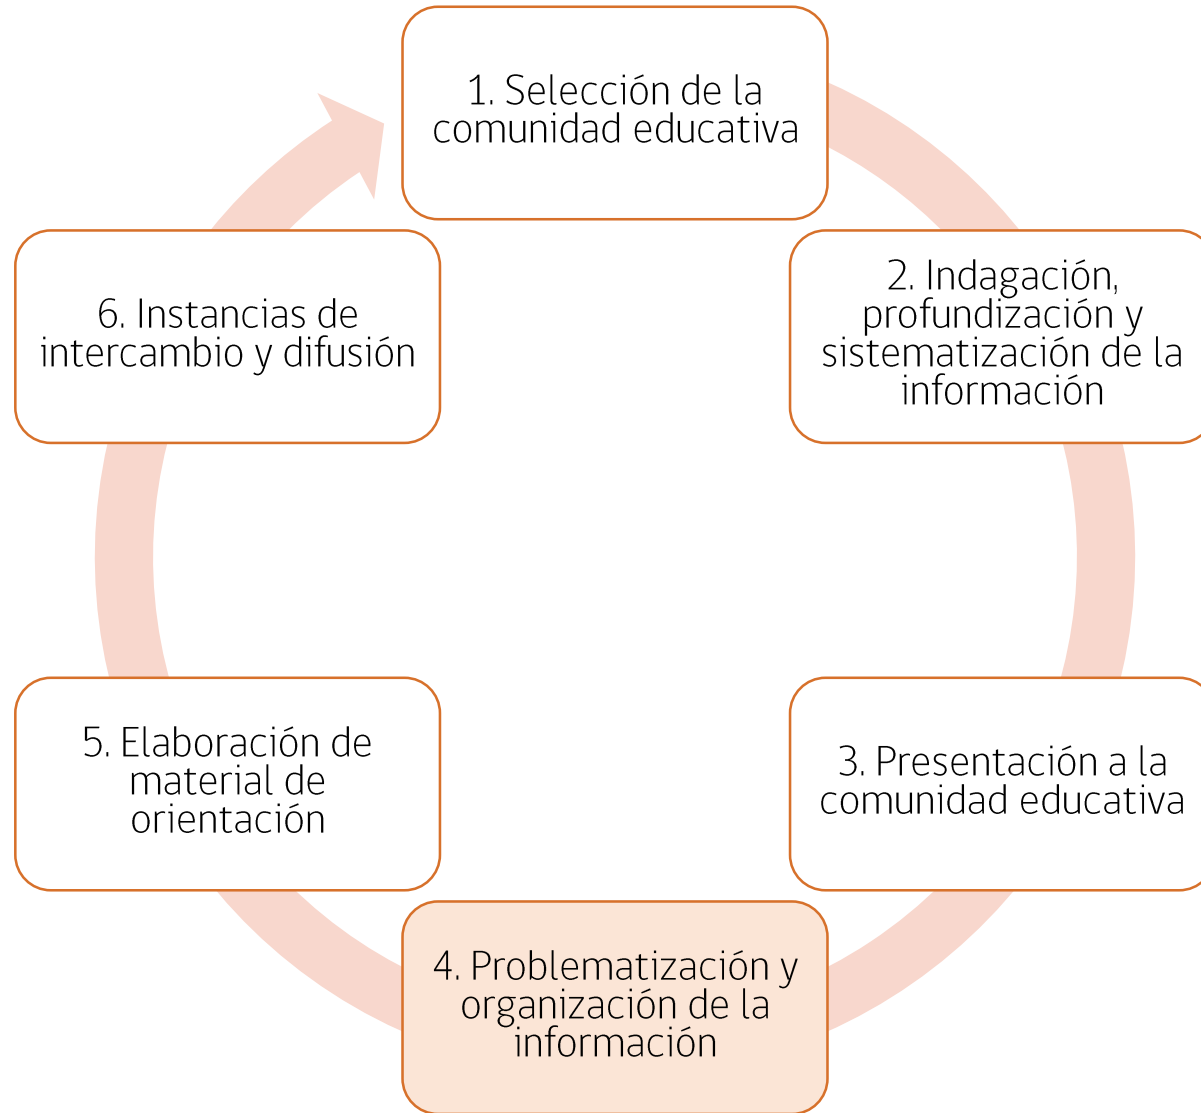 1. Selección de la
comunidad educativa
2. Indagación,
profundización y
sistematización de la
información
3. Presentación a la
comunidad educativa
4. Problematización y
organización de la
información
5. Elaboración de
material de
orientación
6. Instancias de
intercambio y difusión